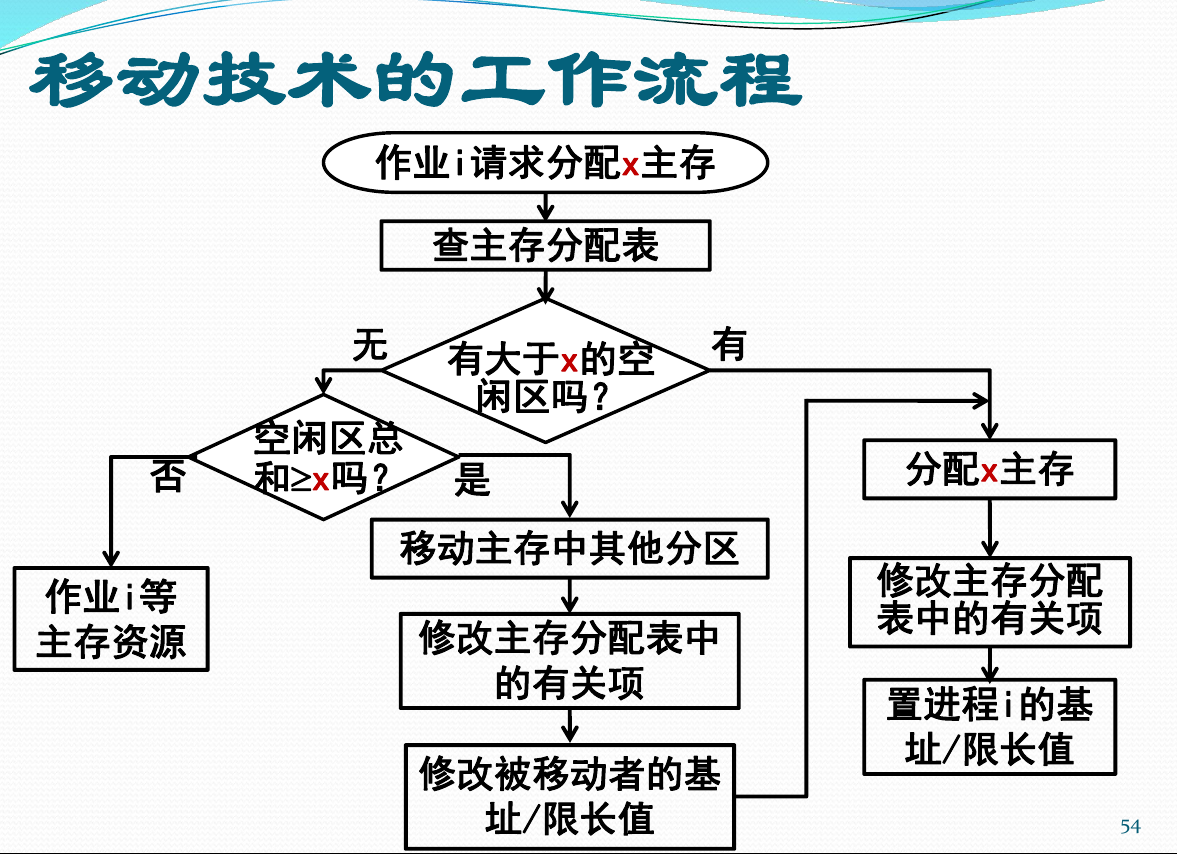 移动技术的工作流程
作业i请求分配x主存
查主存分配表
无
有
有大于x的空
闲区吗？
空闲区总
和≥x吗？
否
是
分配x主存
移动主存中其他分区
作业i等
主存资源
修改主存分配
表中的有关项
修改主存分配表中
的有关项
置进程i的基
址/限长值
修改被移动者的基
址/限长值
54